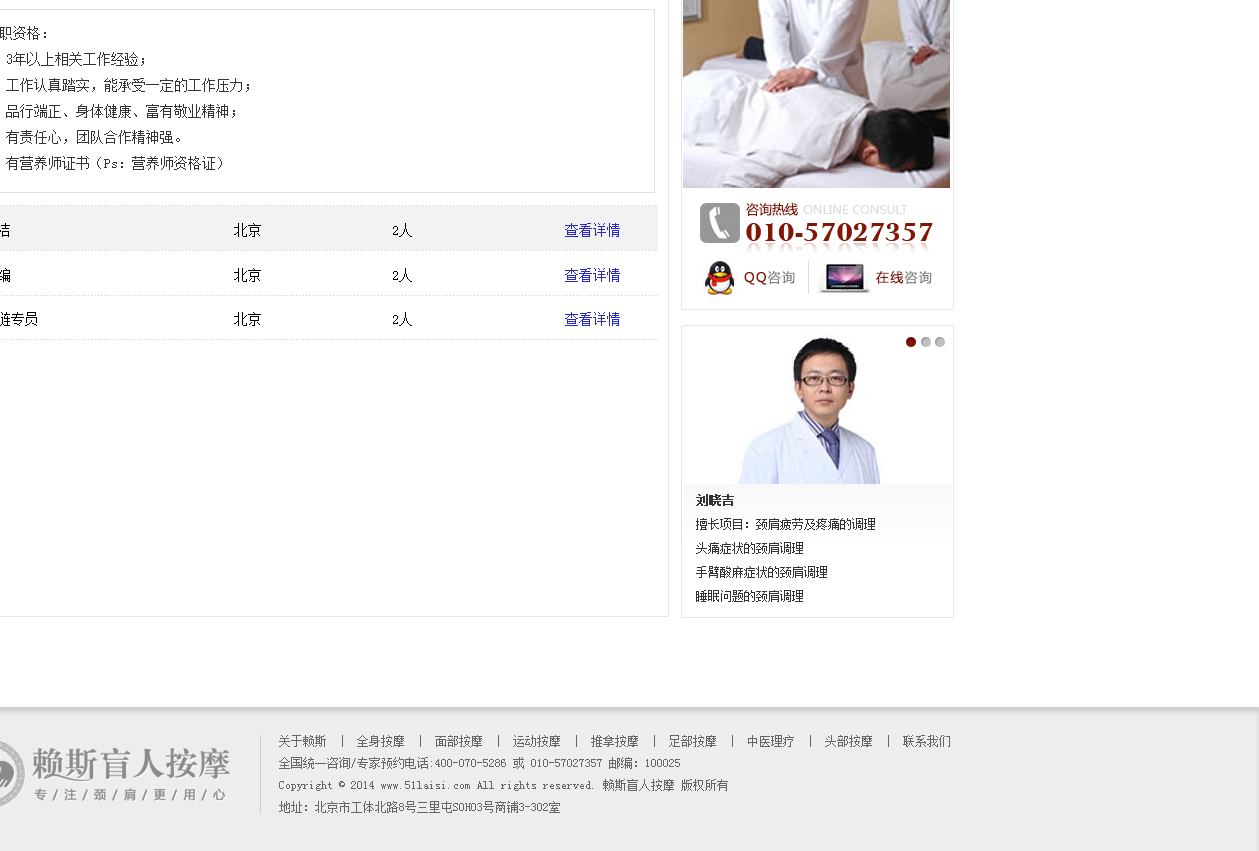 职资格：
3年以上相关工作经验；
工作认真踏实，能承受一定的工作压力；
品行端正、身体健康、富有敬业精神；
有责任心，团队合作精神强。
有营养师证书（Ps：营养师资格证）
洁 北京 2人 查看详情
编 北京 2人 查看详情
链专员 北京 2人 查看详情
咨询热线 ONLINE CONSULT
010-57027357
QQ咨询 在线咨询
刘晓吉
擅长项目：颈肩疲劳及疼痛的调理
头痛症状的颈肩调理
手臂酸麻症状的颈肩调理
睡眠问题的颈肩调理
赖斯盲人按摩
专/注/颈/肩/更/用/心
关于赖斯 | 全身按摩 | 面部按摩 | 运动按摩 | 推拿按摩 | 足部按摩 | 中医理疗 | 头部按摩 | 联系我们
全国统一咨询/专家预约电话:400-070-5286 或 010-57027357 邮编：100025
Copyright © 2014 www.51laisi.com All rights reserved. 赖斯盲人按摩 版权所有
地址：北京市工体北路8号三里屯SOHO3号商铺3-302室